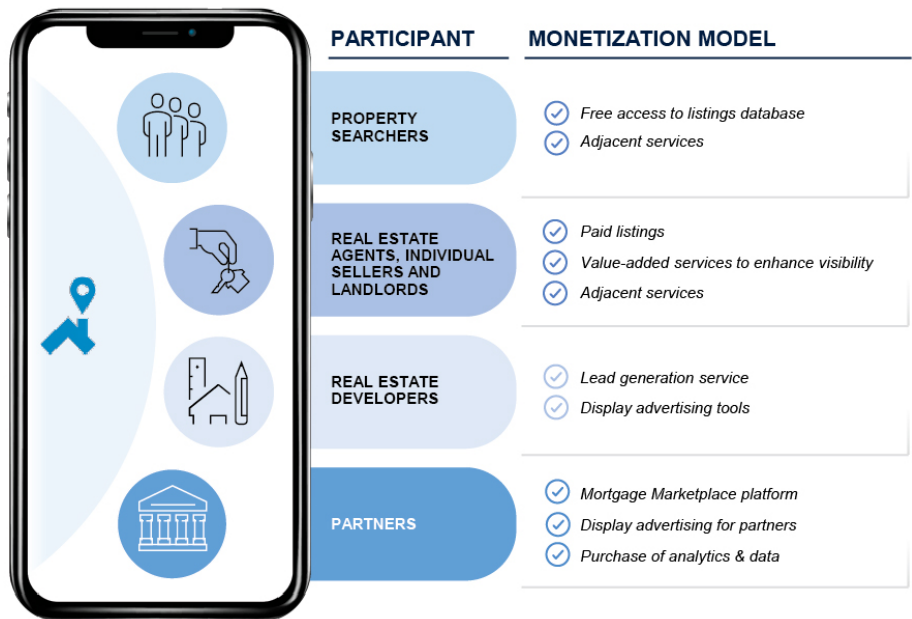 PARTICIPANT
MONETIZATION MODEL
PROPERTY
SEARCHERS
Free access to listings database
Adjacent services
REAL ESTATE
AGENTS, INDIVIDUAL
SELLERS AND
LANDLORDS
Paid listings
Value-added services to enhance visibility
Adjacent services
REAL ESTATE
DEVELOPERS
Lead generation service
Display advertising tools
PARTNERS
Mortgage Marketplace platform
Display advertising for partners
Purchase of analytics & data